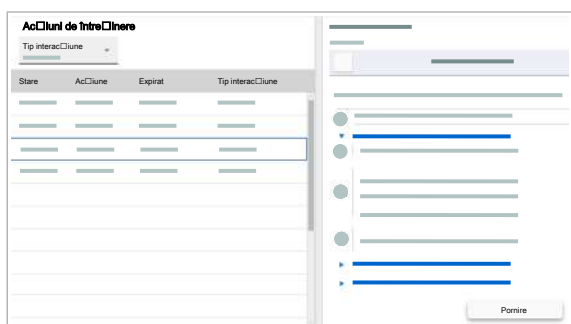 Ac□iuni de între□inere
Tip interac□iune
Stare Ac□iune Expirat Tip interac□iune
Pornire